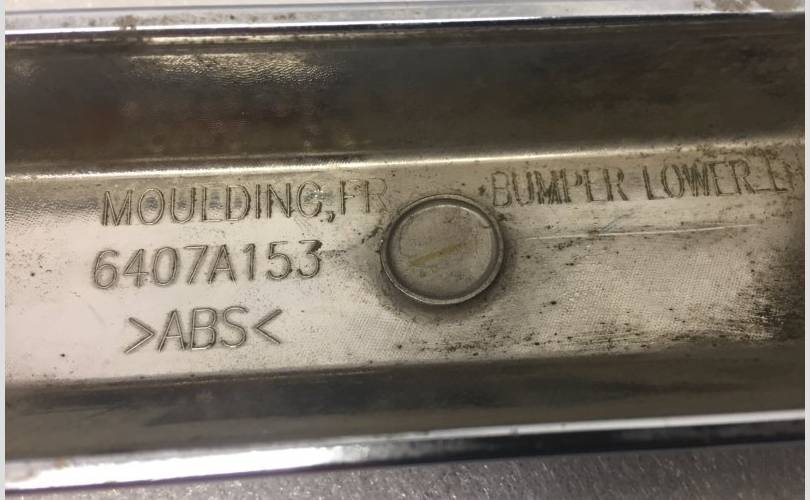 MOULDING,FR BUMPER LOWER
6407A153
>ABS<